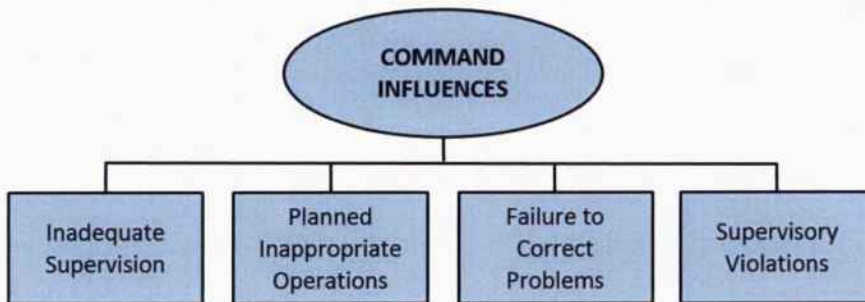 COMMAND
INFLUENCES
Inadequate
Supervision
Planned
Inappropriate
Operations
Failure to
Correct
Problems
Supervisory
Violations